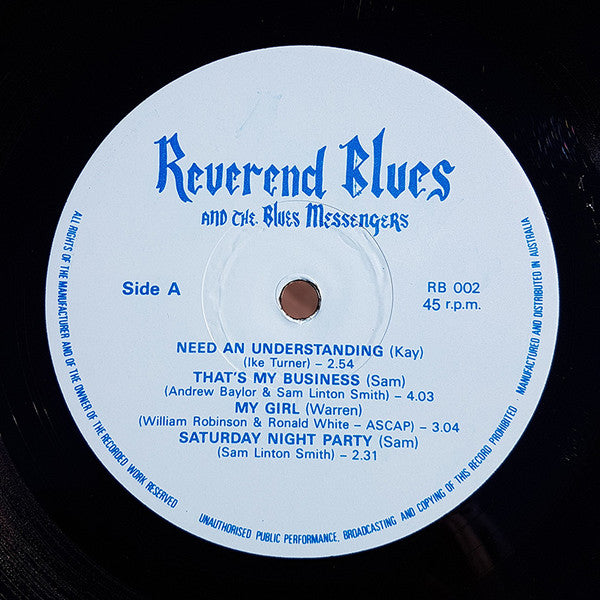 Reverend Blues
AND THE BLUES MESSENGERS
Side A
RB 002
45 r.p.m.
NEED AN UNDERSTANDING (Kay)
(Ike Turner) – 2.54
THAT'S MY BUSINESS (Sam)
(Andrew Baylor & Sam Linton Smith) – 4.03
MY GIRL (Warren)
(William Robinson & Ronald White – ASCAP) – 3.04
SATURDAY NIGHT PARTY (Sam)
(Sam Linton Smith) – 2.31
ALL RIGHTS OF THE MANUFACTURER AND OF THE OWNER OF THE RECORDED WORK RESERVED
UNAUTHORISED PUBLIC PERFORMANCE, BROADCASTING AND COPYING OF THIS RECORD PROHIBITED
MANUFACTURED AND DISTRIBUTED IN AUSTRALIA